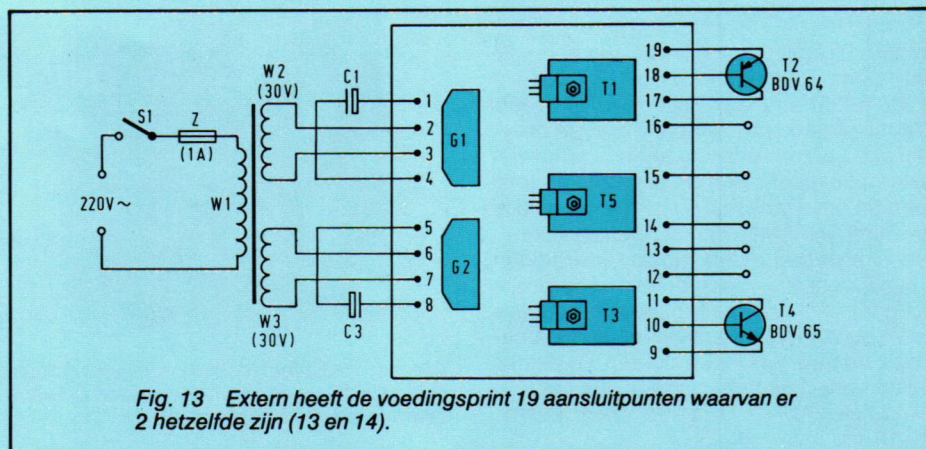 W2
(30V)
C1
S1
Z
(1A)
W1
220V~
W3
(30V)
C3
1
2
3
4
G1
5
6
7
8
G2
T1
T5
T3
19
18
17
16
15
14
13
12
11
10
9
T2
BDV 64
T4
BDV 65
Fig. 13 Extern heeft de voedingsprint 19 aansluitpunten waarvan er
2 hetzelfde zijn (13 en 14).